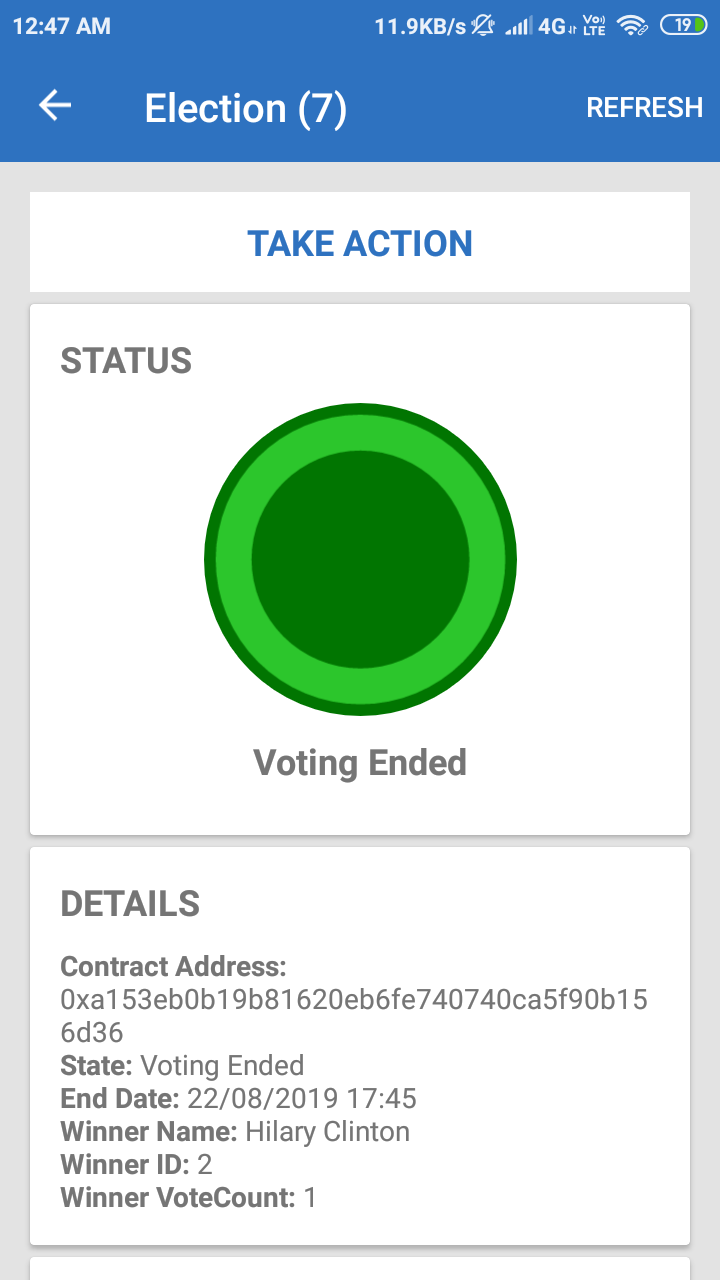 12:47 AM 11.9KB/s 4G Vo) LTE 19
Election (7) REFRESH
TAKE ACTION
STATUS
Voting Ended
DETAILS
Contract Address:
0xa153eb0b19b81620eb6fe740740ca5f90b15
6d36
State: Voting Ended
End Date: 22/08/2019 17:45
Winner Name: Hilary Clinton
Winner ID: 2
Winner VoteCount: 1